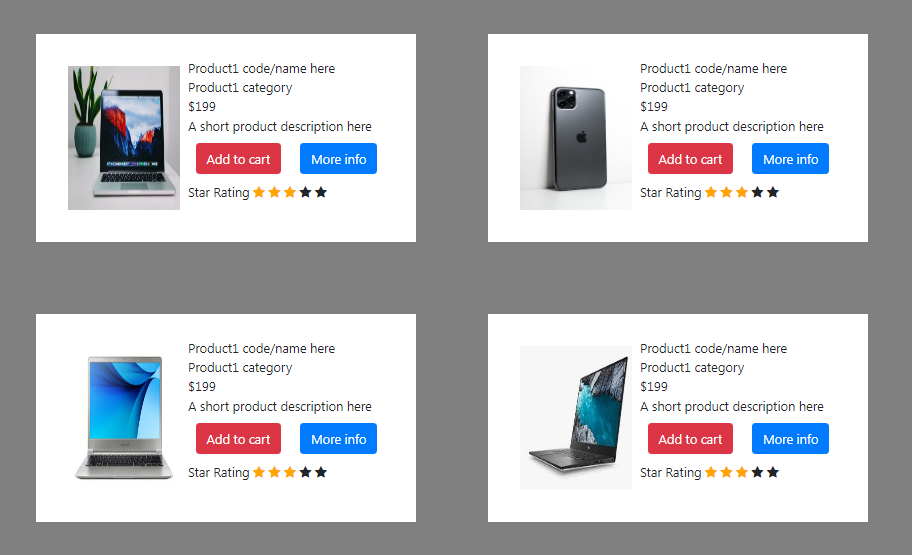 Product1 code/name here
Product1 category
$199
A short product description here
Add to cart More info
Star Rating
Product1 code/name here
Product1 category
$199
A short product description here
Add to cart More info
Star Rating
Product1 code/name here
Product1 category
$199
A short product description here
Add to cart More info
Star Rating
Product1 code/name here
Product1 category
$199
A short product description here
Add to cart More info
Star Rating